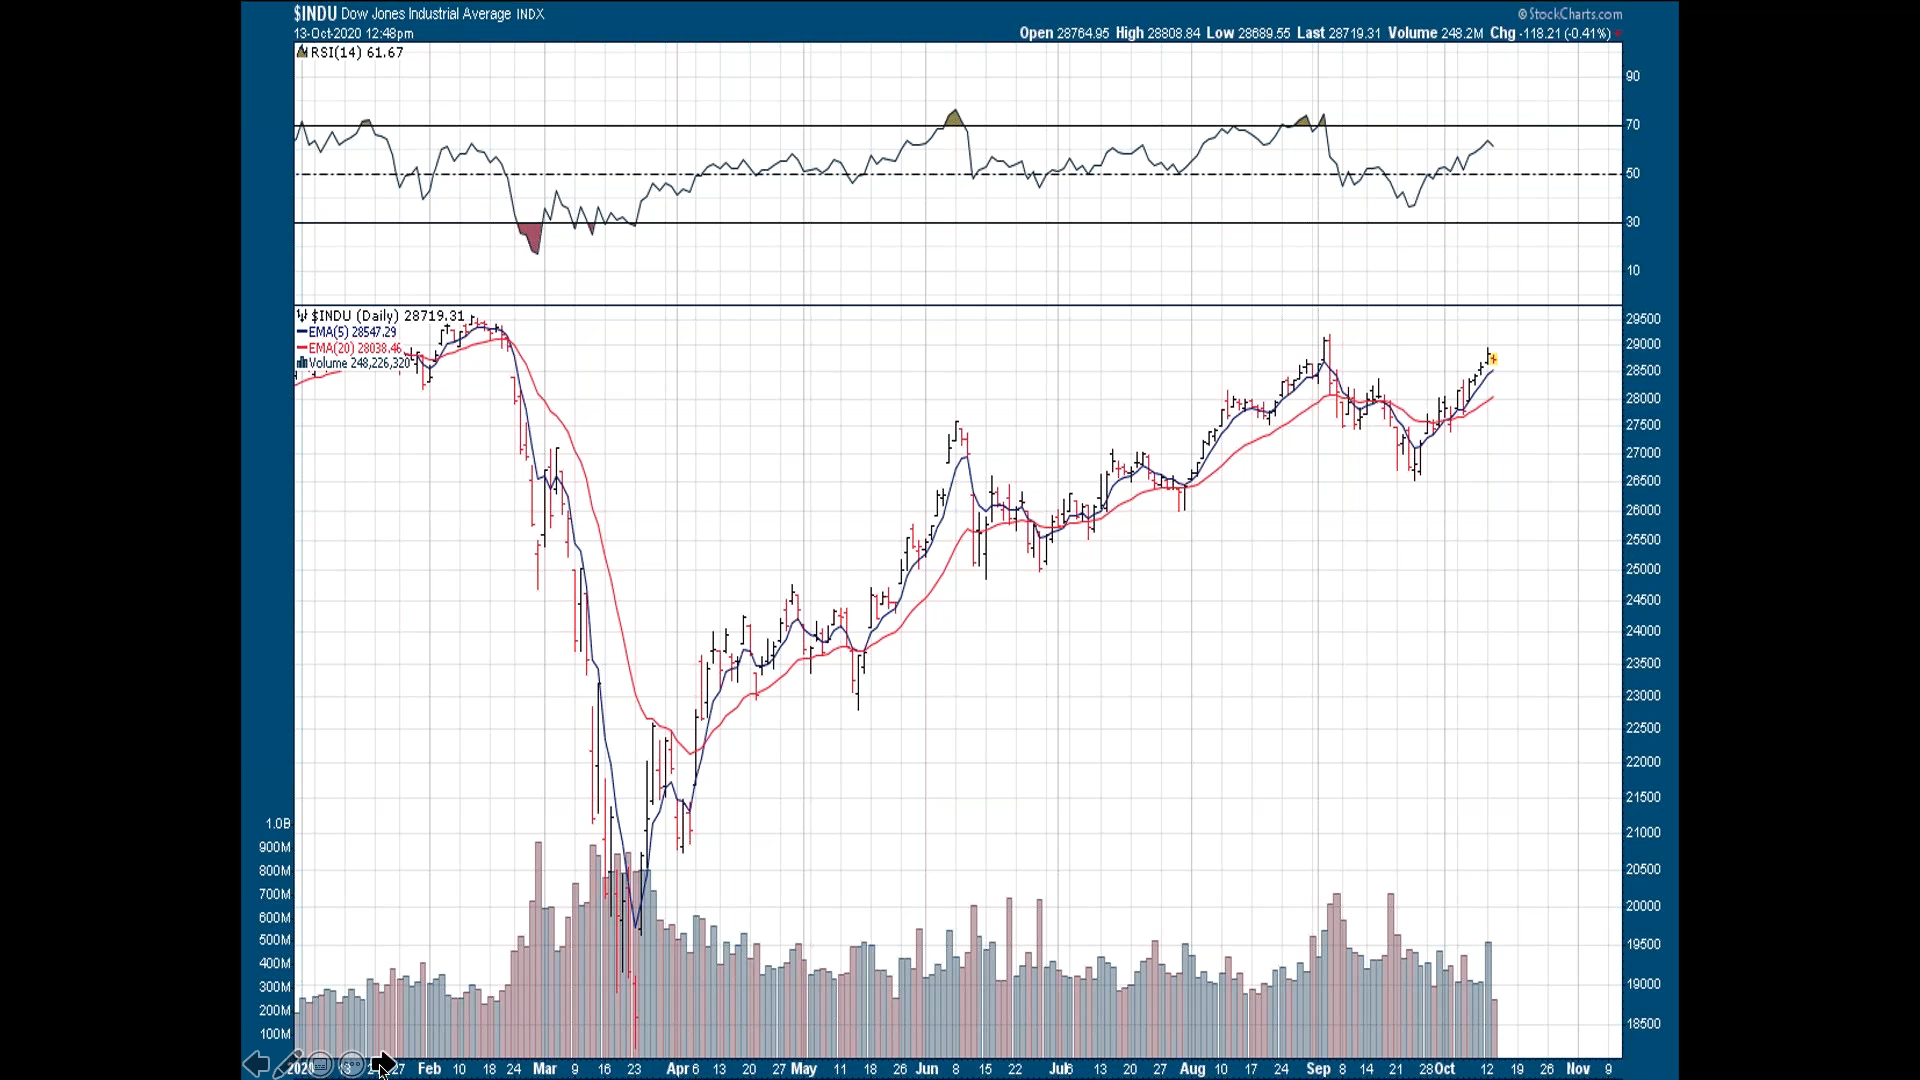 $INDU Dow Jones Industrial Average INDX
©StockCharts.com
13-Oct-2020 12:48pm
Open 28764.95 High 28808.84 Low 28689.55 Last 28719.31 Volume 248.2M Chg -118.21 (-0.41%)
RSI(14) 61.67
90
70
50
30
10
$INDU (Daily) 28719.31
EMA(5) 28547.29
EMA(20) 28038.46
Volume 248,226,320
29500
29000
28500
28000
27500
27000
26500
26000
25500
25000
24500
24000
23500
23000
22500
22000
21500
21000
20500
20000
19500
19000
18500
1.0B
900M
800M
700M
600M
500M
400M
300M
200M
100M
2020 27 Feb 10 18 24 Mar 9 16 23 Apr 6 13 20 27 May 11 18 26 Jun 8 15 22 Jul 6 13 20 27 Aug 10 17 24 Sep 8 14 21 28 Oct 12 19 26 Nov 9